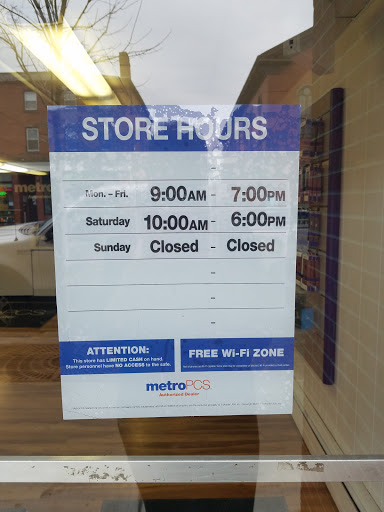 STORE HOURS
-
Mon. – Fri. 9:00AM - 7:00PM
Saturday 10:00AM - 6:00PM
Sunday Closed - Closed
-
-
-
ATTENTION:
This store has LIMITED CASH on hand.
Store personnel have NO ACCESS to the safe.
FREE Wi-Fi ZONE
metroPCS.
Authorized Dealer
metro